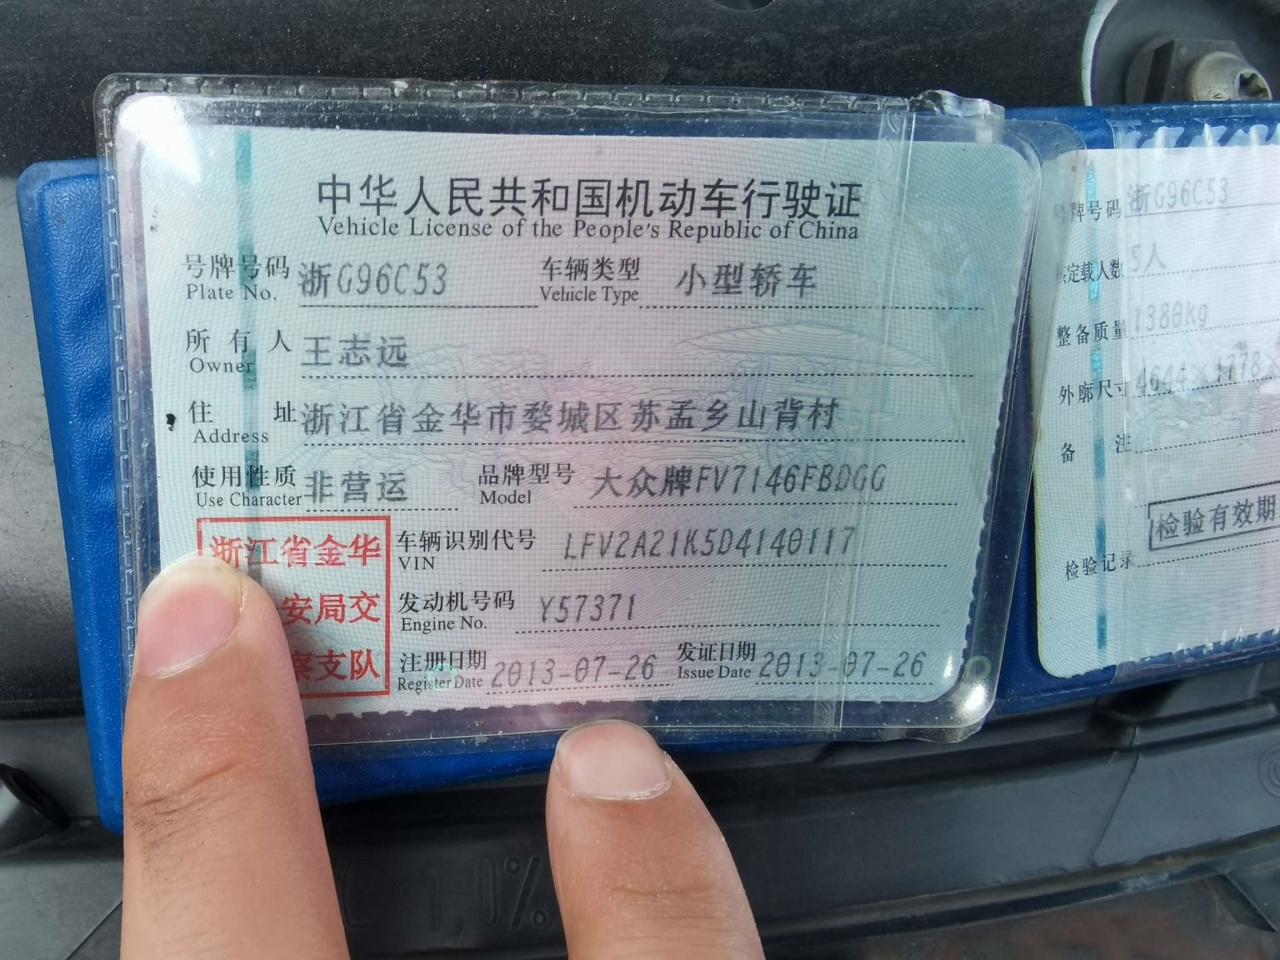 中华人民共和国机动车行驶证
Vehicle License of the People's Republic of China
号牌号码 浙G96C53 车辆类型 小型轿车
Plate No. Vehicle Type
所有人 王志远
Owner
住址 浙江省金华市婺城区苏孟乡山背村
Address
使用性质 非营运 品牌型号 大众牌FV7146FBDGG
Use Character Model
车辆识别代号 LFV2A21K5D4140117
VIN
发动机号码 Y57371
Engine No.
注册日期 2013-07-26 发证日期 2013-07-26
Register Date Issue Date
浙江省金华
安局交
察支队
号牌号码 浙G96C53
定载人数 5人
整备质量 1380kg
外廓尺寸 4644×1778×
备注
检验有效期
检验记录
1,0%